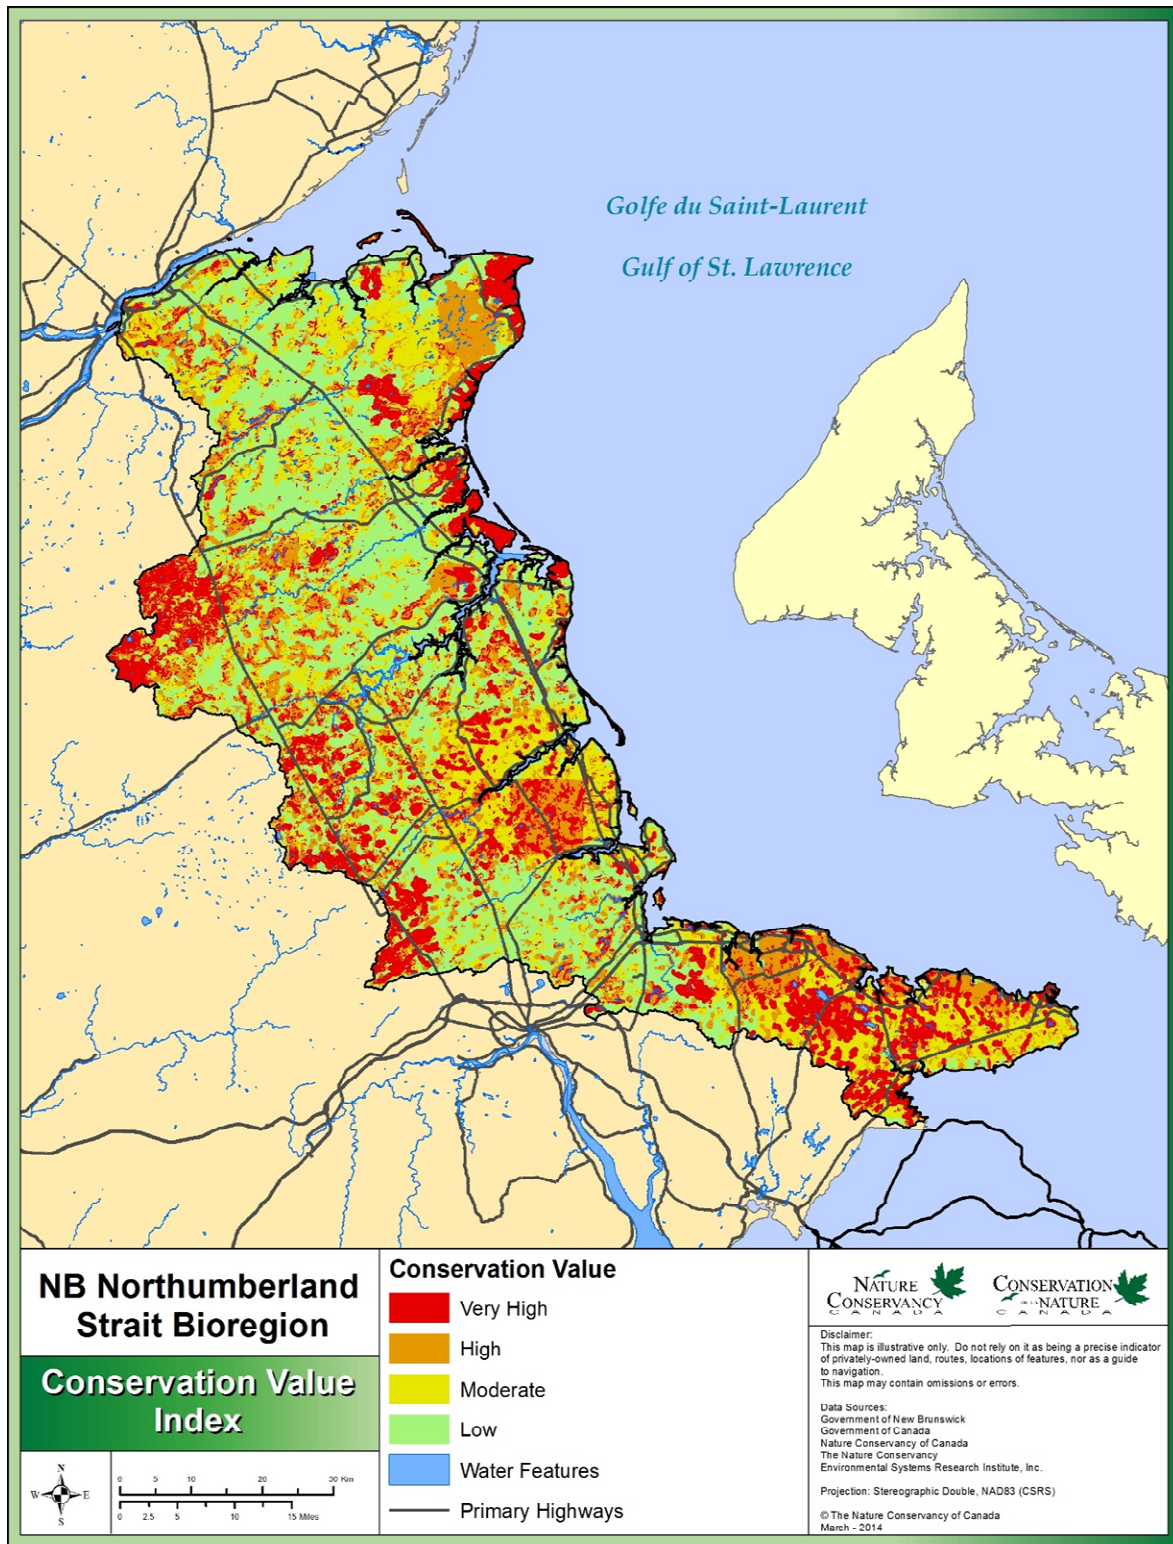 Golfe du Saint-Laurent
Gulf of St. Lawrence
NB Northumberland
Strait Bioregion
Conservation Value
Index
N
W E
S
0 5 10 20 30 Km
0 2.5 5 10 15 Miles
Conservation Value
Very High
High
Moderate
Low
Water Features
Primary Highways
NATURE
CONSERVANCY
CANADA
CONSERVATION
DE LA NATURE
CANADA
Disclaimer:
This map is illustrative only. Do not rely on it as being a precise indicator
of privately-owned land, routes, locations of features, nor as a guide
to navigation.
This map may contain omissions or errors.
Data Sources:
Government of New Brunswick
Government of Canada
Nature Conservancy of Canada
The Nature Conservancy
Environmental Systems Research Institute, Inc.
Projection: Stereographic Double, NAD83 (CSRS)
© The Nature Conservancy of Canada
March - 2014